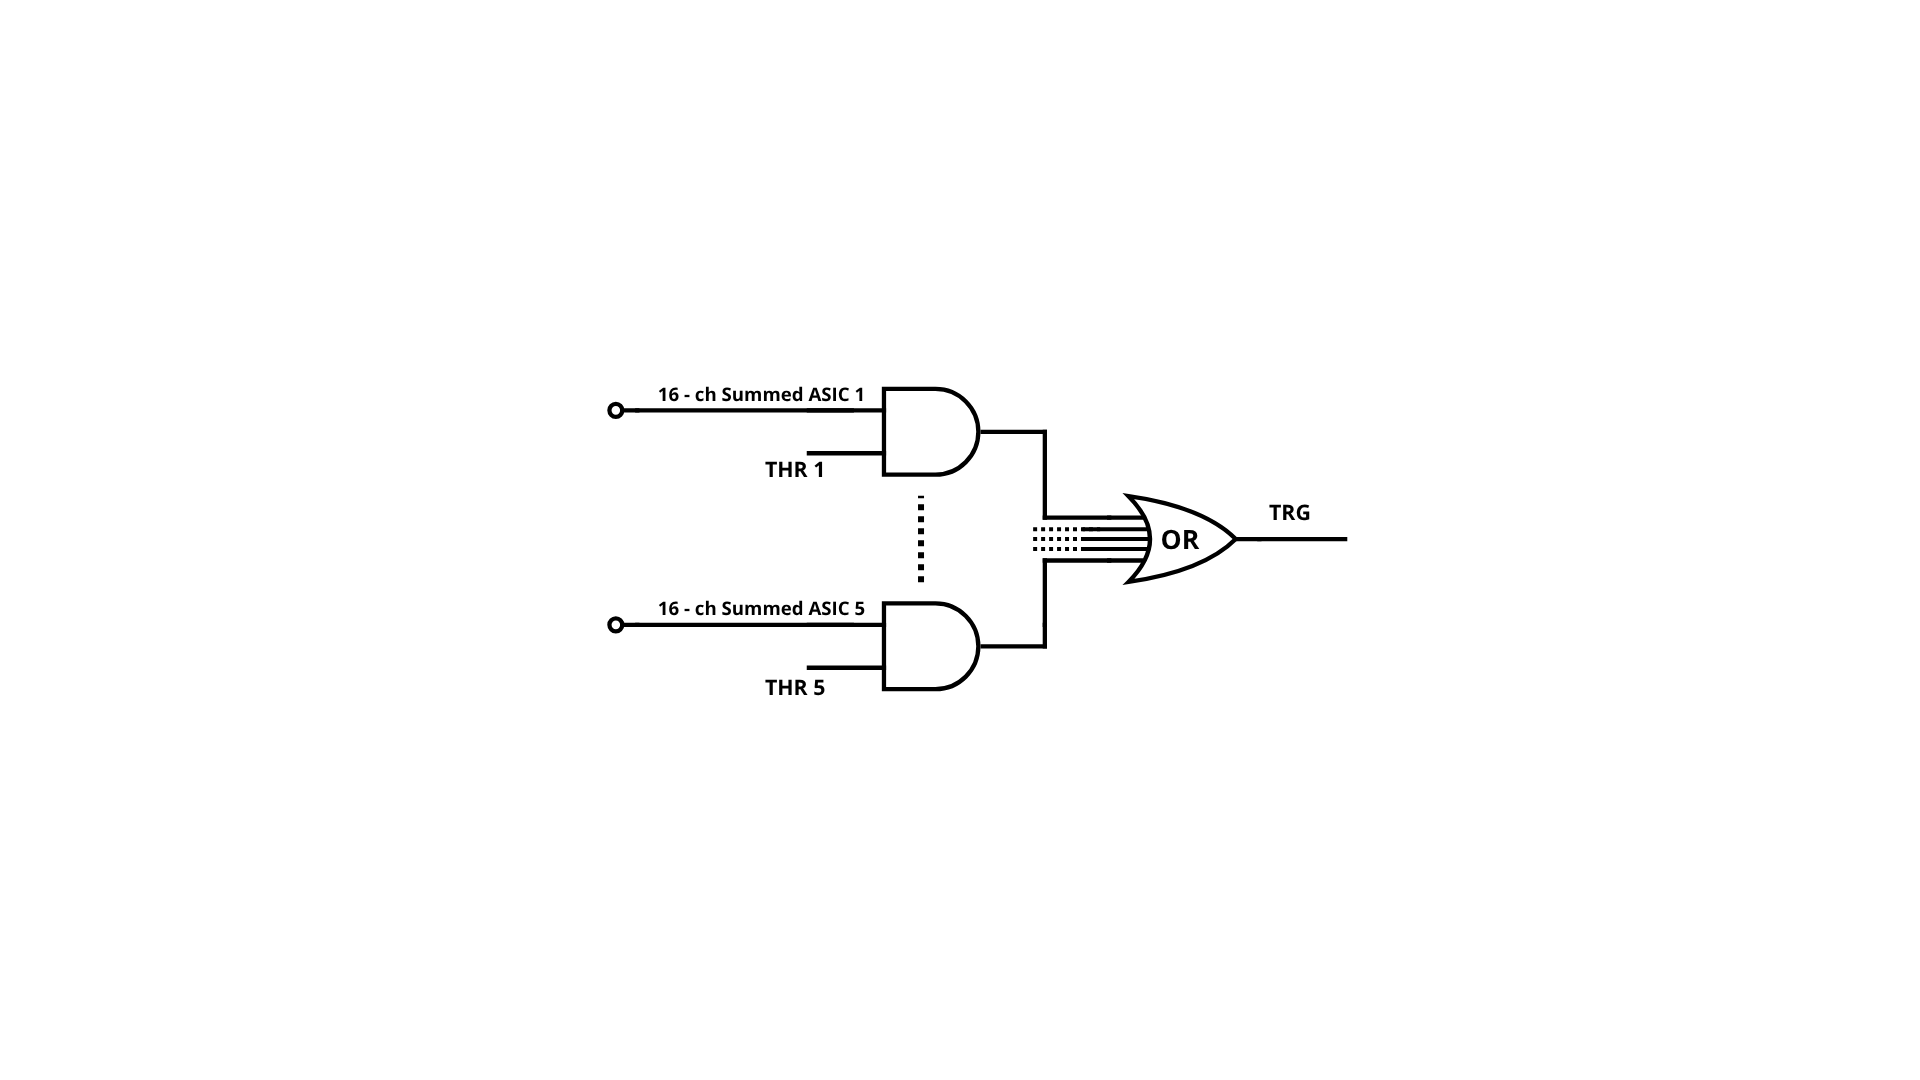 16 - ch Summed ASIC 1
THR 1
TRG
OR
16 - ch Summed ASIC 5
THR 5